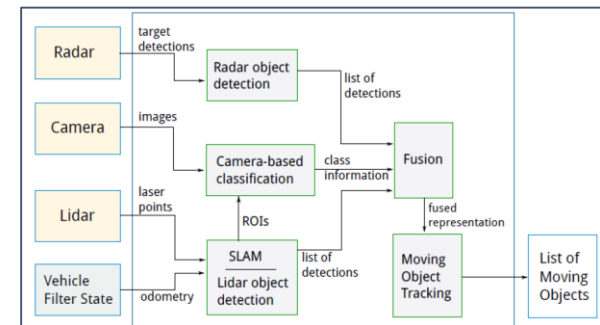 Radar
target
detections
Radar object
detection
list of
detections
Camera
images
Camera-based
classification
class
information
Fusion
Lidar
laser
points
ROIs
fused
representation
SLAM
Lidar object
detection
list of
detections
Vehicle
Filter State
odometry
Moving
Object
Tracking
List of
Moving
Objects